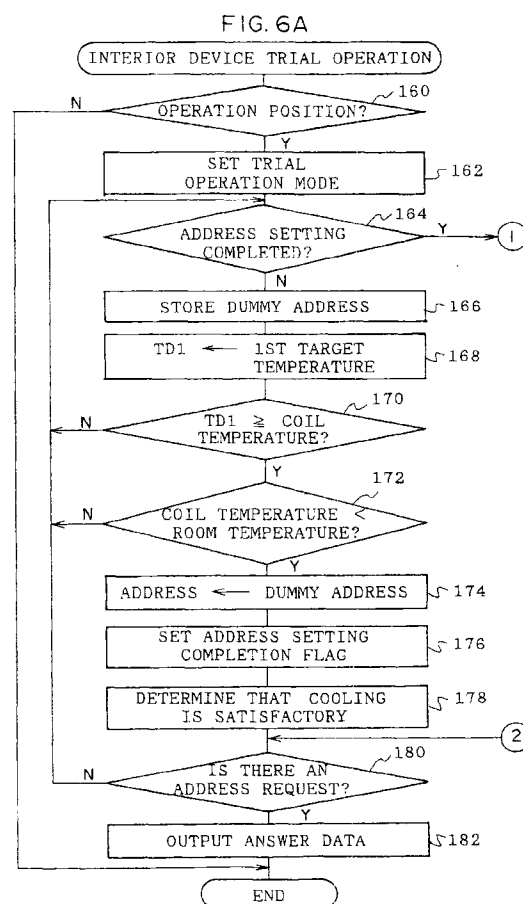 FIG. 6A
INTERIOR DEVICE TRIAL OPERATION
N
OPERATION POSITION?
160
Y
SET TRIAL
OPERATION MODE
162
164
ADDRESS SETTING
COMPLETED?
Y
1
N
STORE DUMMY ADDRESS
166
TD1 ← 1ST TARGET
TEMPERATURE
168
170
N
TD1 ≧ COIL
TEMPERATURE?
Y
172
N
COIL TEMPERATURE <
ROOM TEMPERATURE?
Y
ADDRESS ← DUMMY ADDRESS
174
SET ADDRESS SETTING
COMPLETION FLAG
176
DETERMINE THAT COOLING
IS SATISFACTORY
178
2
180
N
IS THERE AN
ADDRESS REQUEST?
Y
OUTPUT ANSWER DATA
182
END